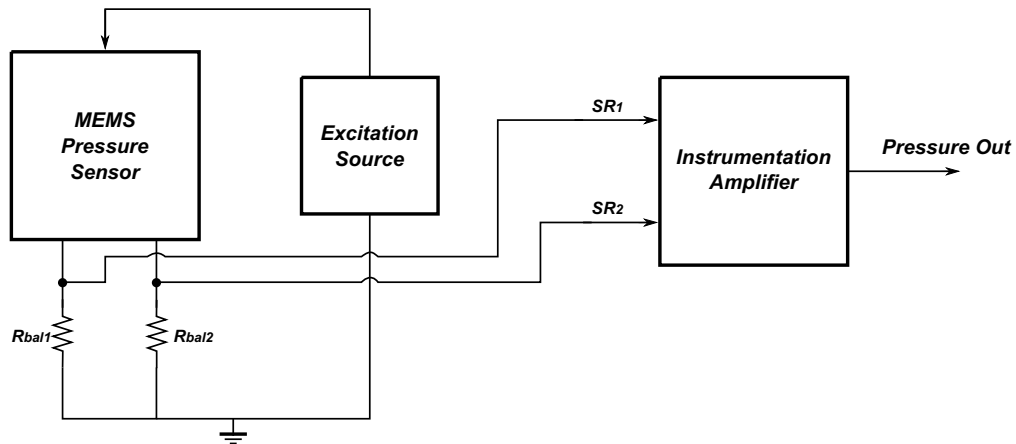 MEMS
Pressure
Sensor
Excitation
Source
SR1
SR2
Instrumentation
Amplifier
Pressure Out
Rbal1
Rbal2